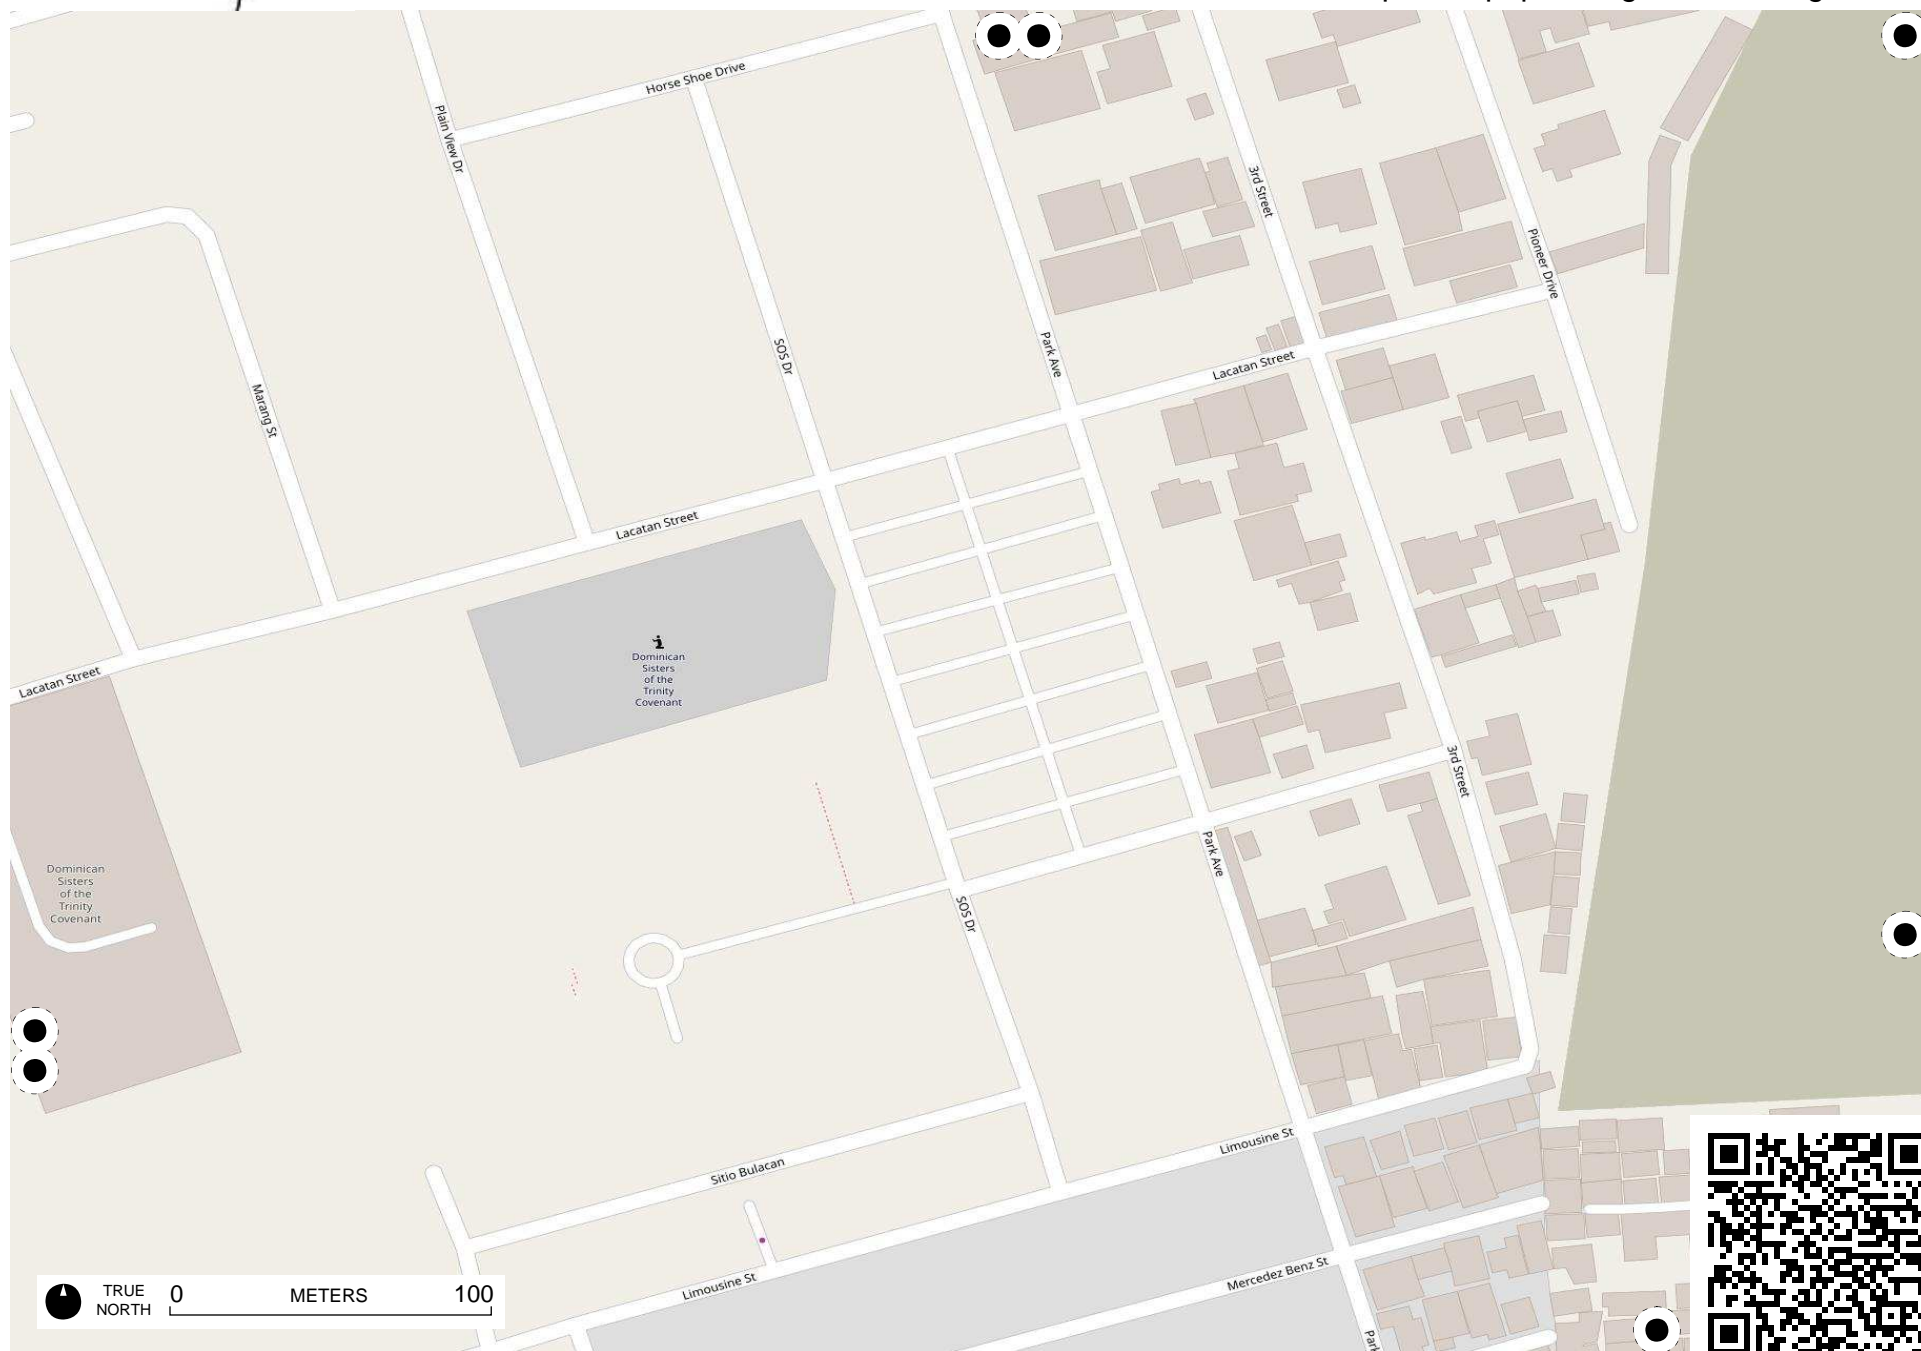 Horse Shoe Drive
Plain View Dr
3rd Street
Pioneer Drive
SOS Dr
Park Ave
Lacatan Street
Marang St
Lacatan Street
Dominican
Sisters
of the
Trinity
Covenant
Lacatan Street
3rd Street
Park Ave
Dominican
Sisters
of the
Trinity
Covenant
SOS Dr
Limousine St
Sitio Bulacan
Mercedez Benz St
Limousine St
TRUE
NORTH
0 METERS 100
Park